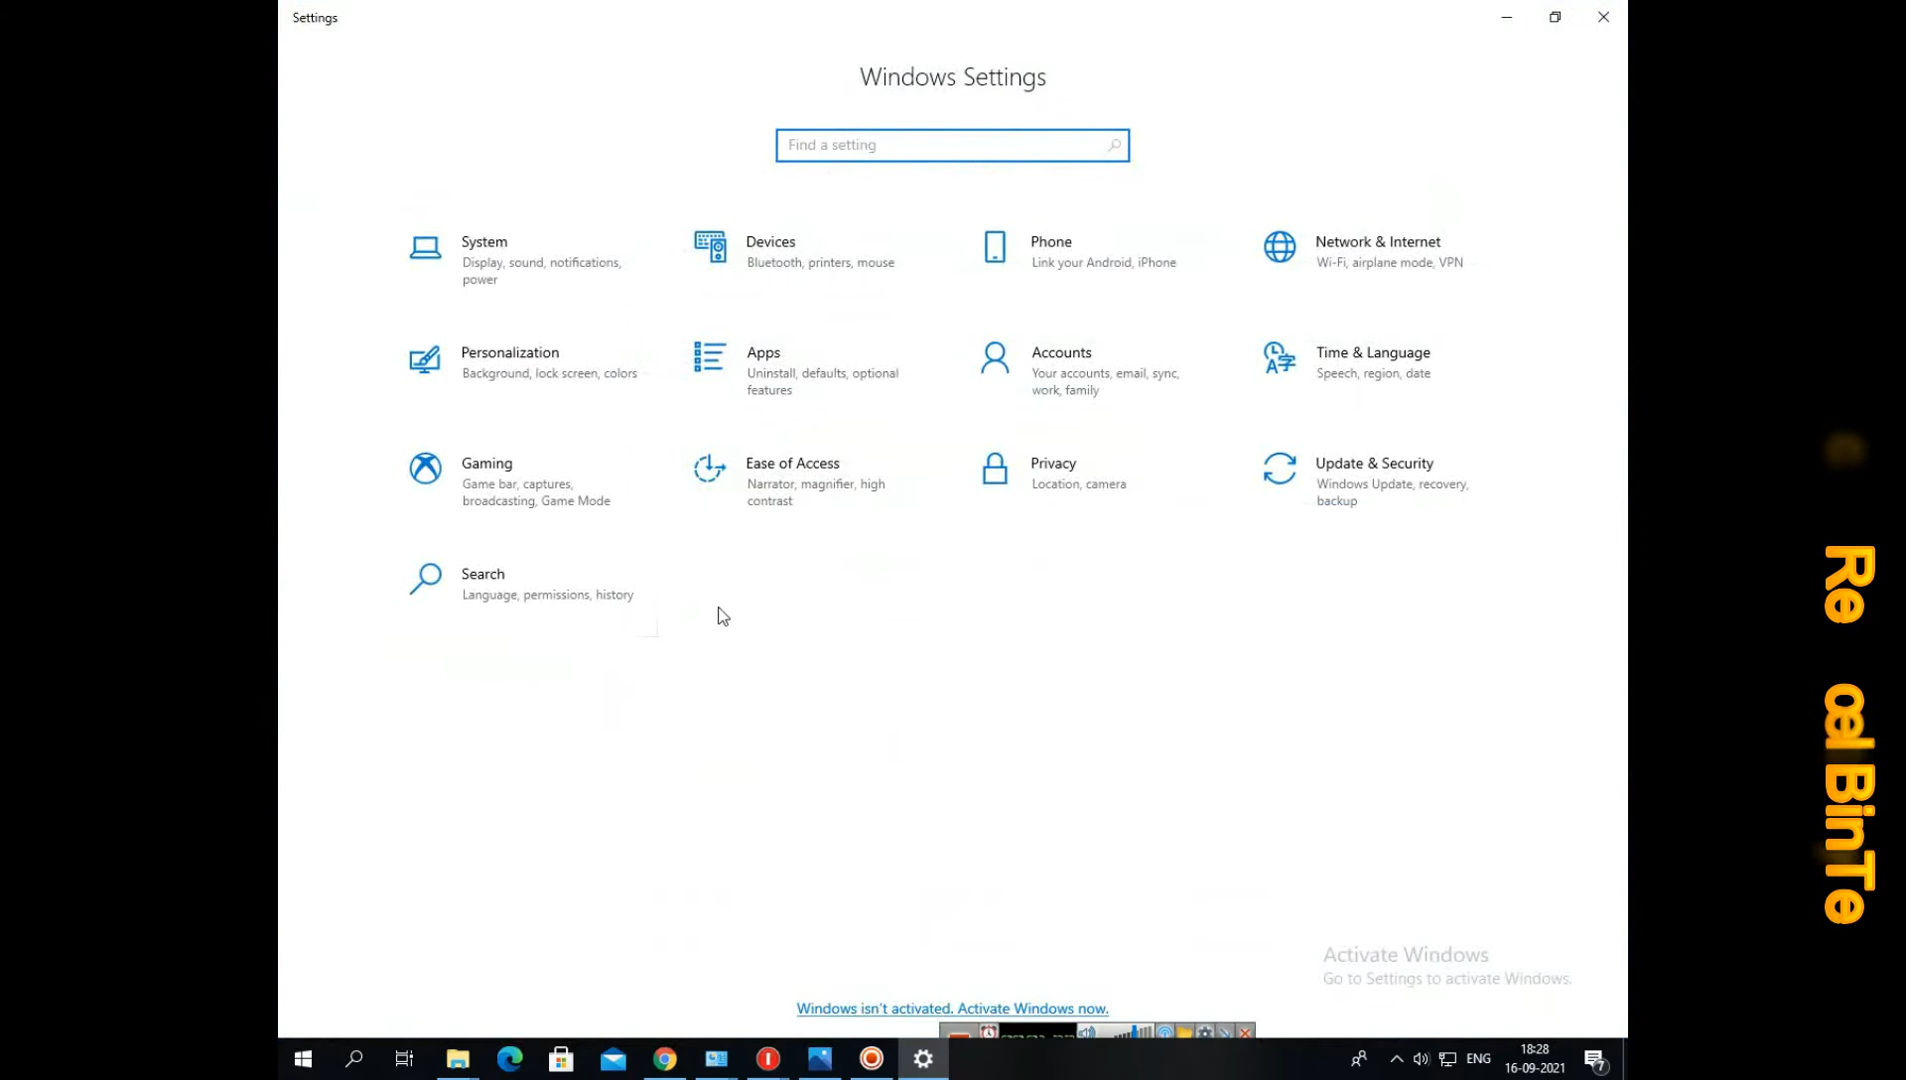 Settings
Windows Settings
Find a setting
System
Display, sound, notifications,
power
Devices
Bluetooth, printers, mouse
Phone
Link your Android, iPhone
Network & Internet
Wi-Fi, airplane mode, VPN
Personalization
Background, lock screen, colors
Apps
Uninstall, defaults, optional
features
Accounts
Your accounts, email, sync,
work, family
Time & Language
Speech, region, date
Gaming
Game bar, captures,
broadcasting, Game Mode
Ease of Access
Narrator, magnifier, high
contrast
Privacy
Location, camera
Update & Security
Windows Update, recovery,
backup
Search
Language, permissions, history
Activate Windows
Go to Settings to activate Windows.
Windows isn't activated. Activate Windows now.
ENG
18:28
16-09-2021
7
Re
BinTe